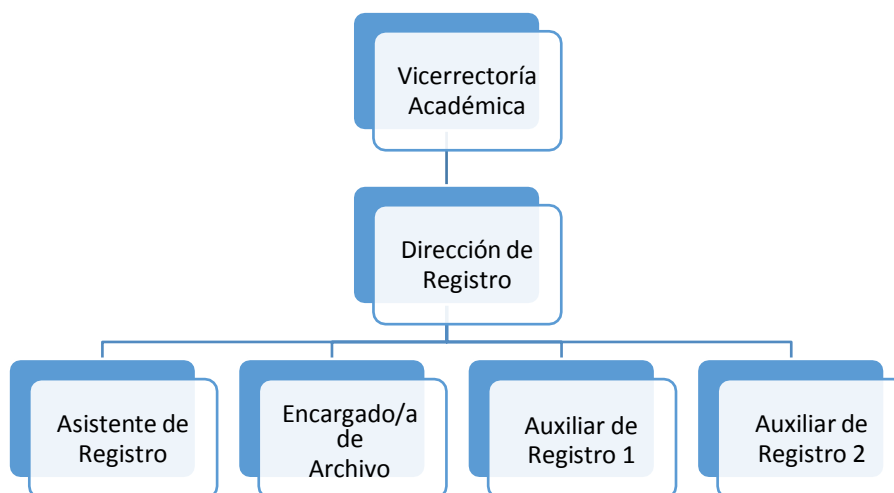 Vicerrectoría
Académica
Dirección de
Registro
Asistente de
Registro
Encargado/a
de
Archivo
Auxiliar de
Registro 1
Auxiliar de
Registro 2